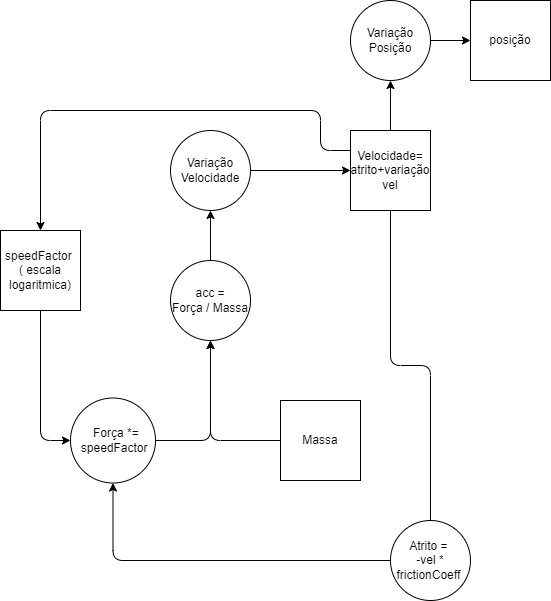 Variação
Posição
posição
Variação
Velocidade
Velocidade=
atrito+variação
vel
speedFactor
( escala
logaritmica)
acc =
Força / Massa
Força *=
speedFactor
Massa
Atrito =
-vel *
frictionCoeff